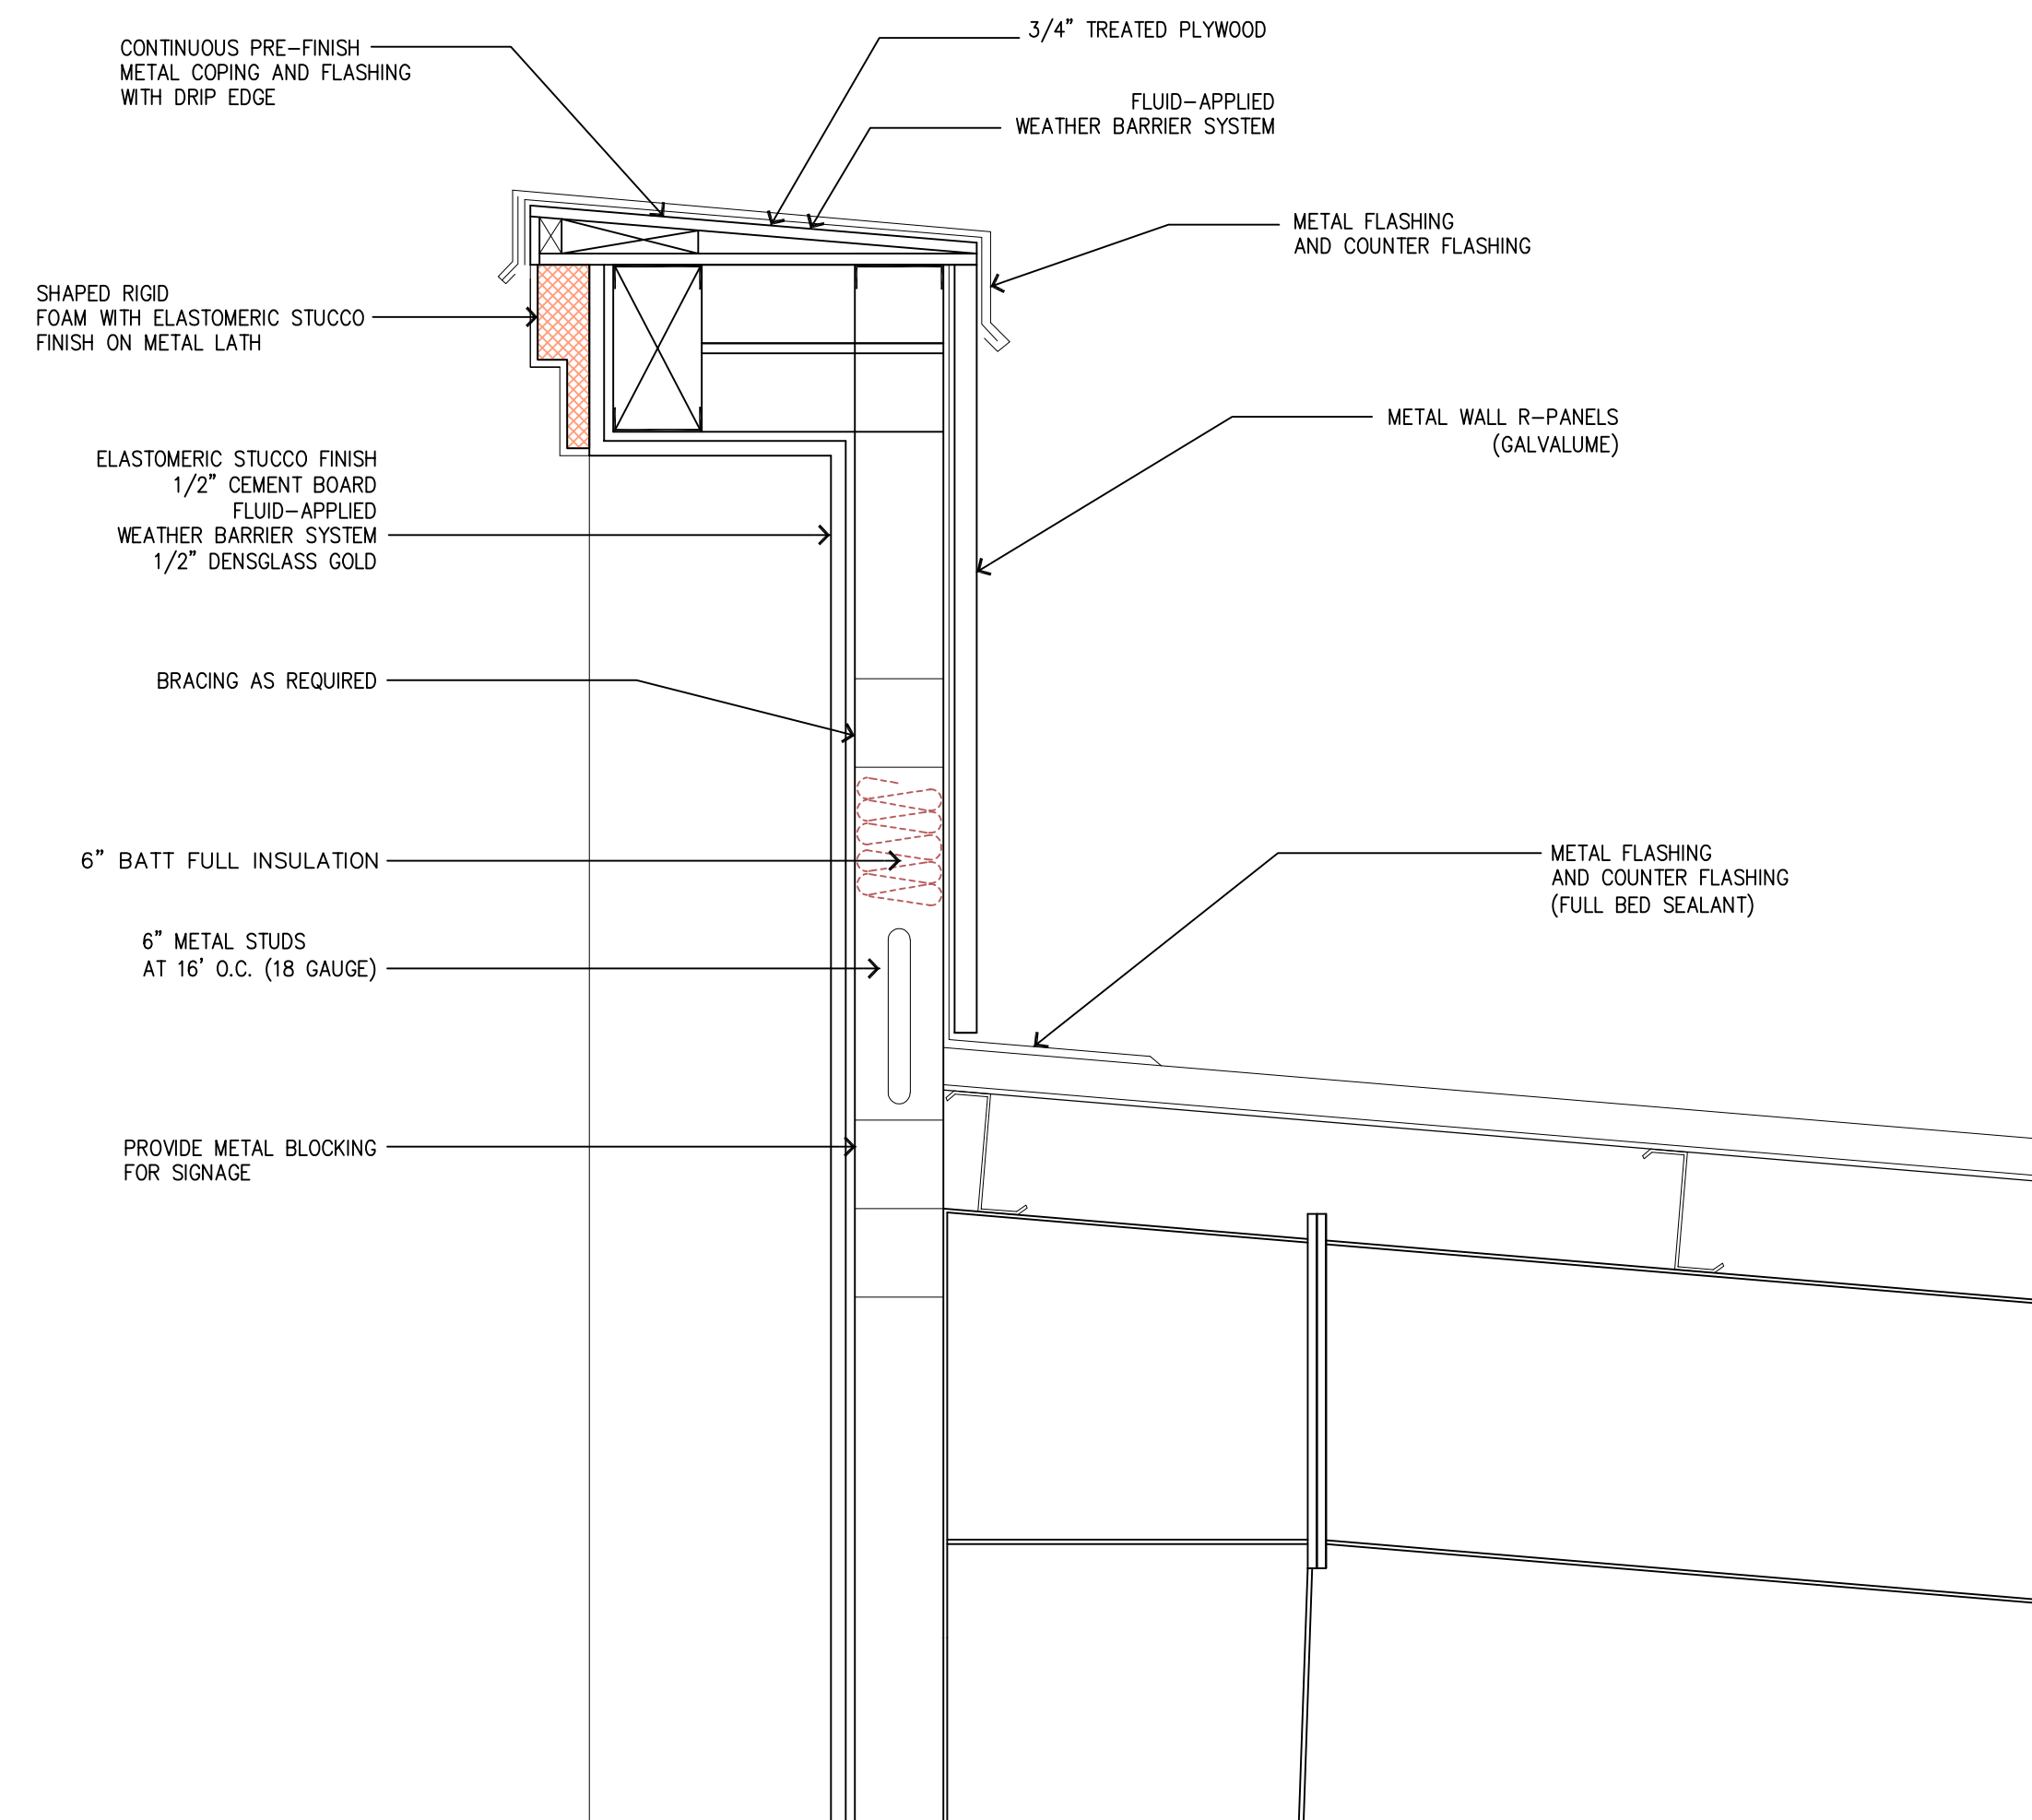 CONTINUOUS PRE-FINISH
METAL COPING AND FLASHING
WITH DRIP EDGE
3/4" TREATED PLYWOOD
FLUID-APPLIED
WEATHER BARRIER SYSTEM
METAL FLASHING
AND COUNTER FLASHING
SHAPED RIGID
FOAM WITH ELASTOMERIC STUCCO
FINISH ON METAL LATH
METAL WALL R-PANELS
(GALVALUME)
ELASTOMERIC STUCCO FINISH
1/2" CEMENT BOARD
FLUID-APPLIED
WEATHER BARRIER SYSTEM
1/2" DENSGLASS GOLD
BRACING AS REQUIRED
6" BATT FULL INSULATION
METAL FLASHING
AND COUNTER FLASHING
(FULL BED SEALANT)
6" METAL STUDS
AT 16' O.C. (18 GAUGE)
PROVIDE METAL BLOCKING
FOR SIGNAGE